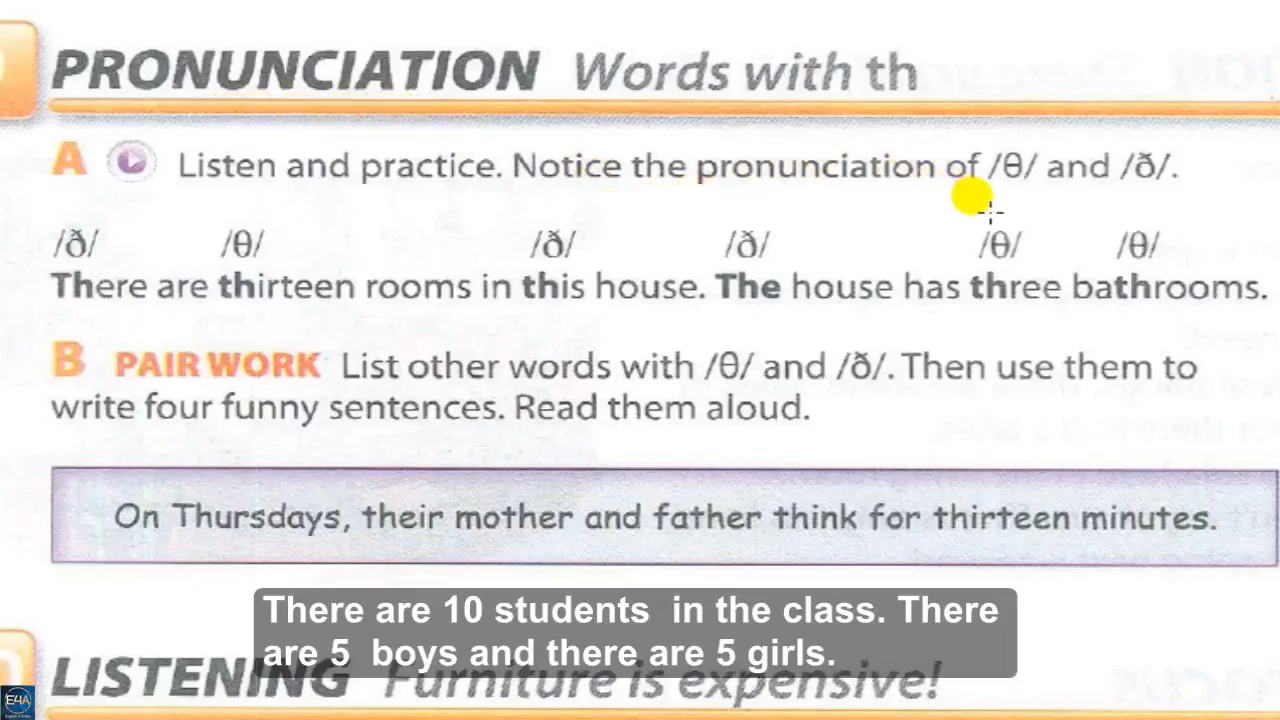 PRONUNCIATION Words with th
A Listen and practice. Notice the pronunciation of /θ/ and /ð/.
/ð/ /θ/ /ð/ /ð/ /θ/ /θ/
There are thirteen rooms in this house. The house has three bathrooms.
B PAIR WORK List other words with /θ/ and /ð/. Then use them to
write four funny sentences. Read them aloud.
On Thursdays, their mother and father think for thirteen minutes.
There are 10 students in the class. There
are 5 boys and there are 5 girls.
LISTENING Furniture is expensive!
E4A